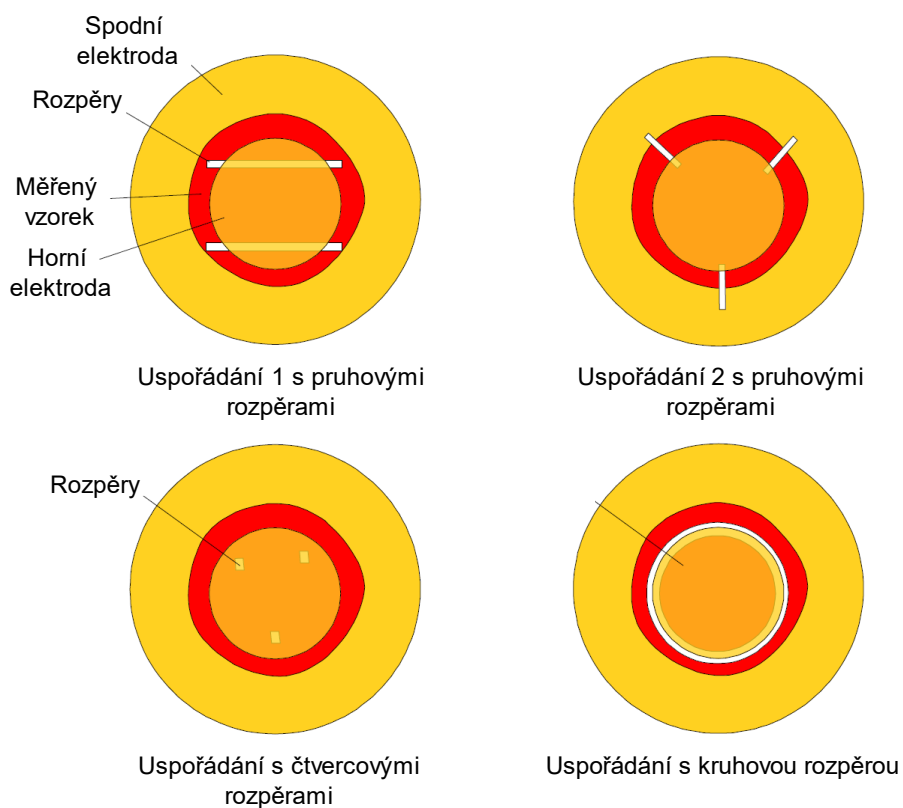 Spodní
elektroda
Rozpěry
Měřený
vzorek
Horní
elektroda
Uspořádání 1 s pruhovými
rozpěrami
Uspořádání 2 s pruhovými
rozpěrami
Rozpěry
Uspořádání s čtvercovými
rozpěrami
Uspořádání s kruhovou rozpěrou